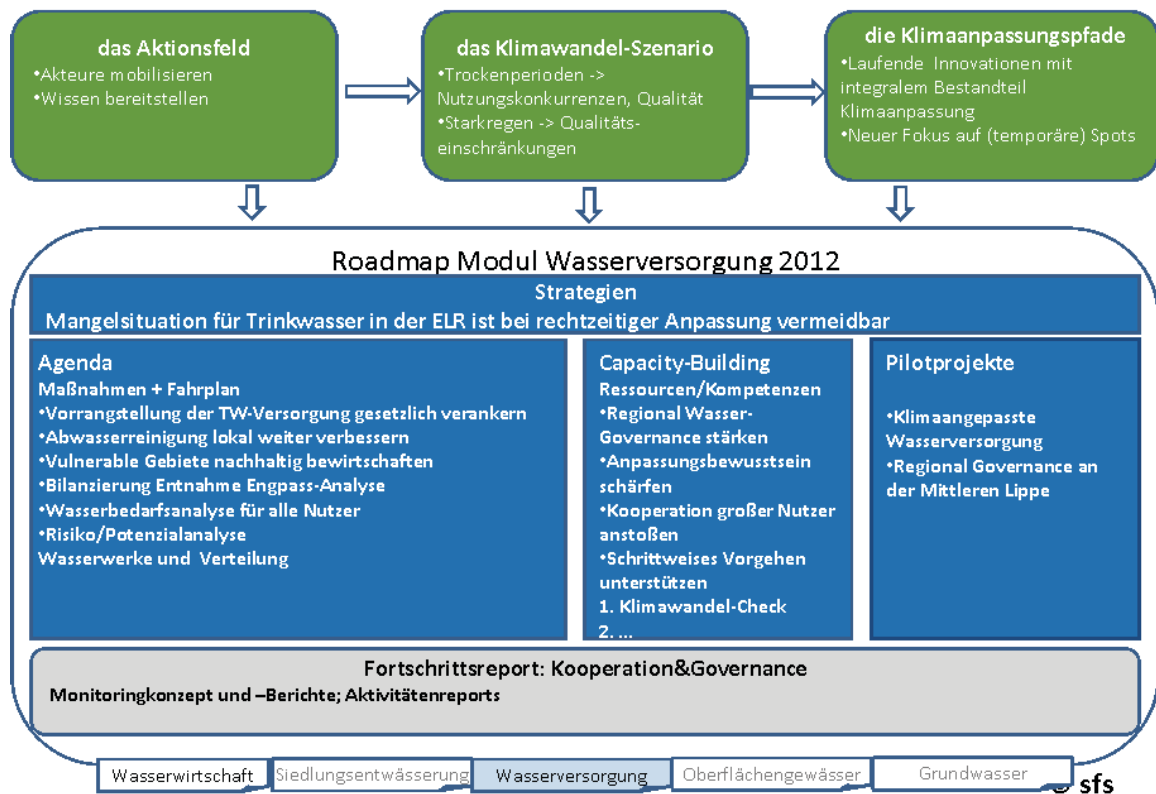 das Aktionsfeld
•Akteure mobilisieren
•Wissen bereitstellen
das Klimawandel-Szenario
•Trockenperioden ->
Nutzungskonkurrenzen, Qualität
•Starkregen -> Qualitäts-
einschränkungen
die Klimaanpassungspfade
•Laufende Innovationen mit
integralem Bestandteil
Klimaanpassung
•Neuer Fokus auf (temporäre) Spots
Roadmap Modul Wasserversorgung 2012
Strategien
Mangelsituation für Trinkwasser in der ELR ist bei rechtzeitiger Anpassung vermeidbar
Agenda
Maßnahmen + Fahrplan
•Vorrangstellung der TW-Versorgung gesetzlich verankern
•Abwasserreinigung lokal weiter verbessern
•Vulnerable Gebiete nachhaltig bewirtschaften
•Bilanzierung Entnahme Engpass-Analyse
•Wasserbedarfsanalyse für alle Nutzer
•Risiko/Potenzialanalyse
Wasserwerke und Verteilung
Capacity-Building
Ressourcen/Kompetenzen
•Regional Wasser-
Governance stärken
•Anpassungsbewusstsein
schärfen
•Kooperation großer Nutzer
anstoßen
•Schrittweises Vorgehen
unterstützen
1. Klimawandel-Check
2. ...
Pilotprojekte
•Klimaangepasste
Wasserversorgung
•Regional Governance an
der Mittleren Lippe
Fortschrittsreport: Kooperation&Governance
Monitoringkonzept und –Berichte; Aktivitätenreports
Wasserwirtschaft
Siedlungsentwässerung
Wasserversorgung
Oberflächengewässer
Grundwasser
sfs